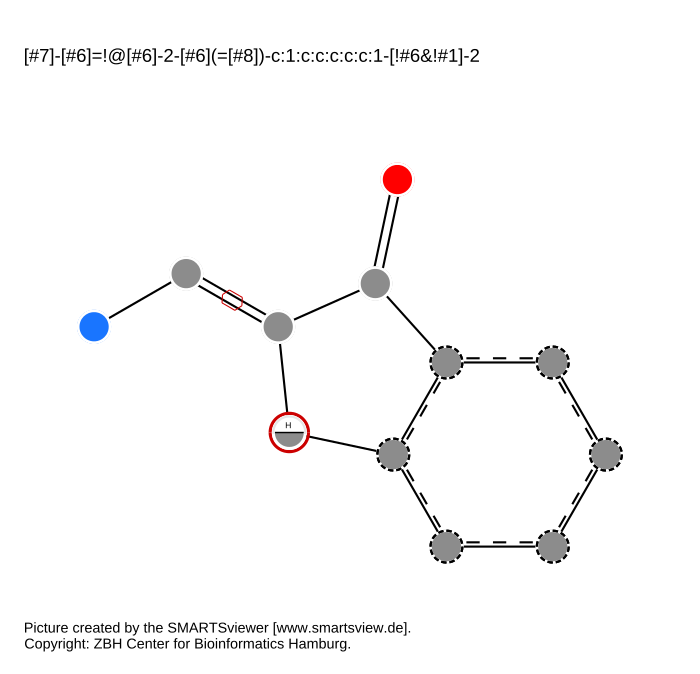 [#7]-[#6]=!@[#6]-2-[#6](=[#8])-c:1:c:c:c:c:c:1-[!#6&!#1]-2
H
Picture created by the SMARTSviewer [www.smartsview.de].
Copyright: ZBH Center for Bioinformatics Hamburg.